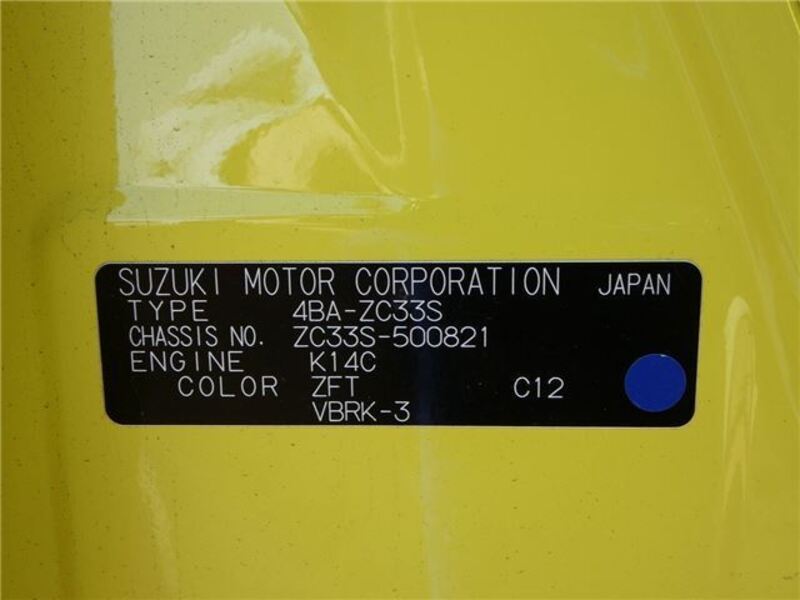 SUZUKI MOTOR CORPORATION JAPAN
TYPE 4BA-ZC33S
CHASSIS NO. ZC33S-500821
ENGINE K14C
COLOR ZFT C12
VBRK-3